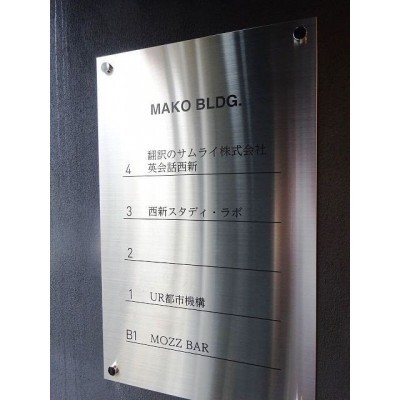 MAKO BLDG.
翻訳のサムライ株式会社
4 英会話西新
3 西新スタディ・ラボ
2
1 UR都市機構
B1 MOZZ BAR